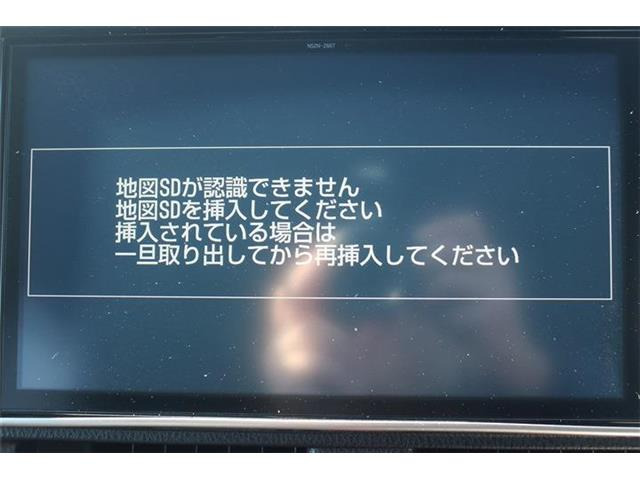 NSZN-Z66T
地図SDが認識できません
地図SDを挿入してください
挿入されている場合は
一旦取り出してから再挿入してください